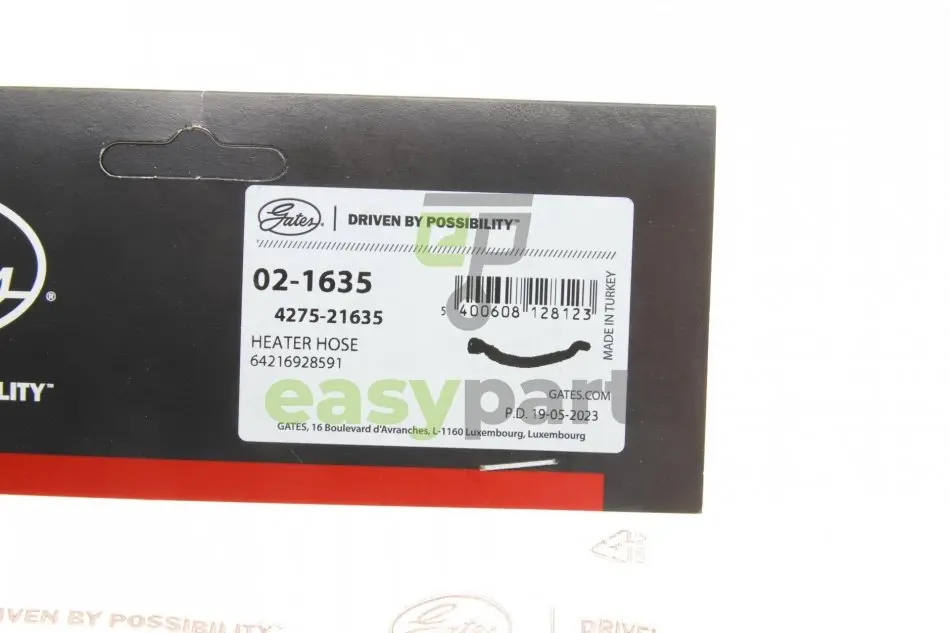 Gates® | DRIVEN BY POSSIBILITY™
02-1635
4275-21635
HEATER HOSE
64216928591
5 400608 128123
MADE IN TURKEY
GATES.COM
P.D. 19-05-2023
GATES, 16 Boulevard d'Avranches, L-1160 Luxembourg, Luxembourg
easypart
®
LITY™
IVEN BY POSSIBILITY™
Gates
DRIVE